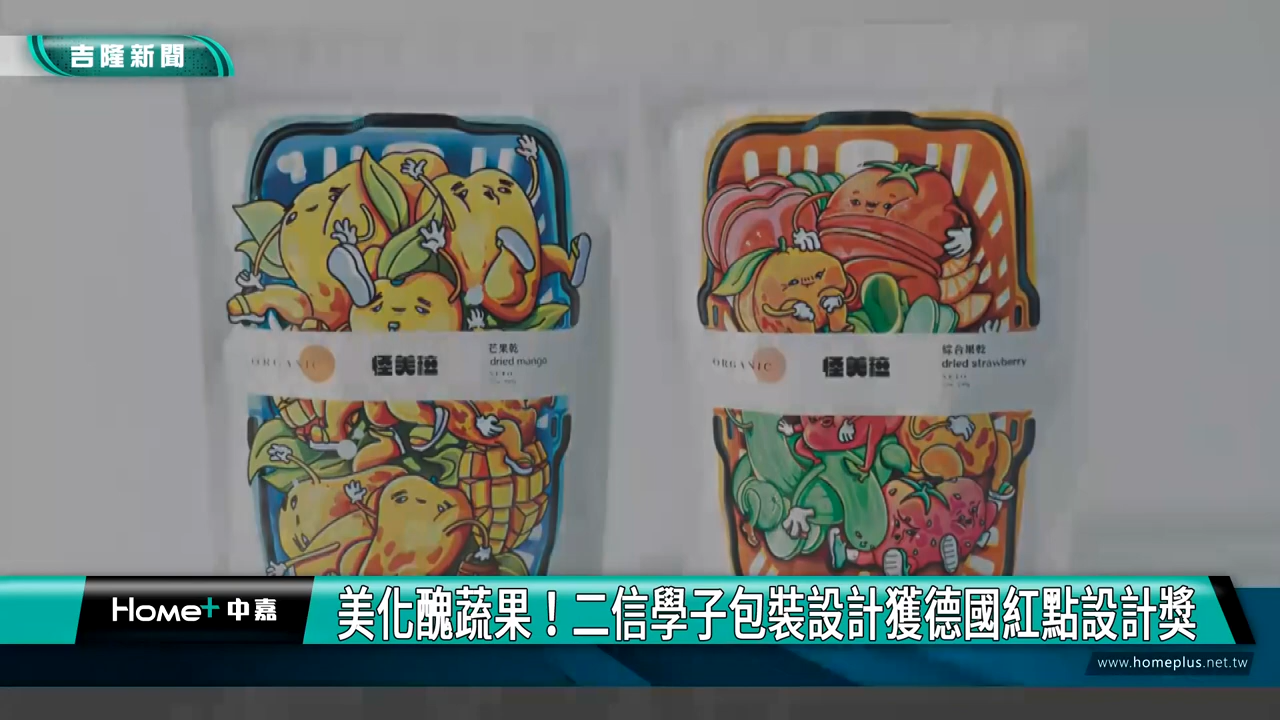 吉隆新聞
ORGANIC
怪美症
芒果乾
dried mango
ORGANIC
怪美症
綜合果乾
dried strawberry
Home+ 中嘉
美化醜蔬果！二信學子包裝設計獲德國紅點設計獎
www.homeplus.net.tw